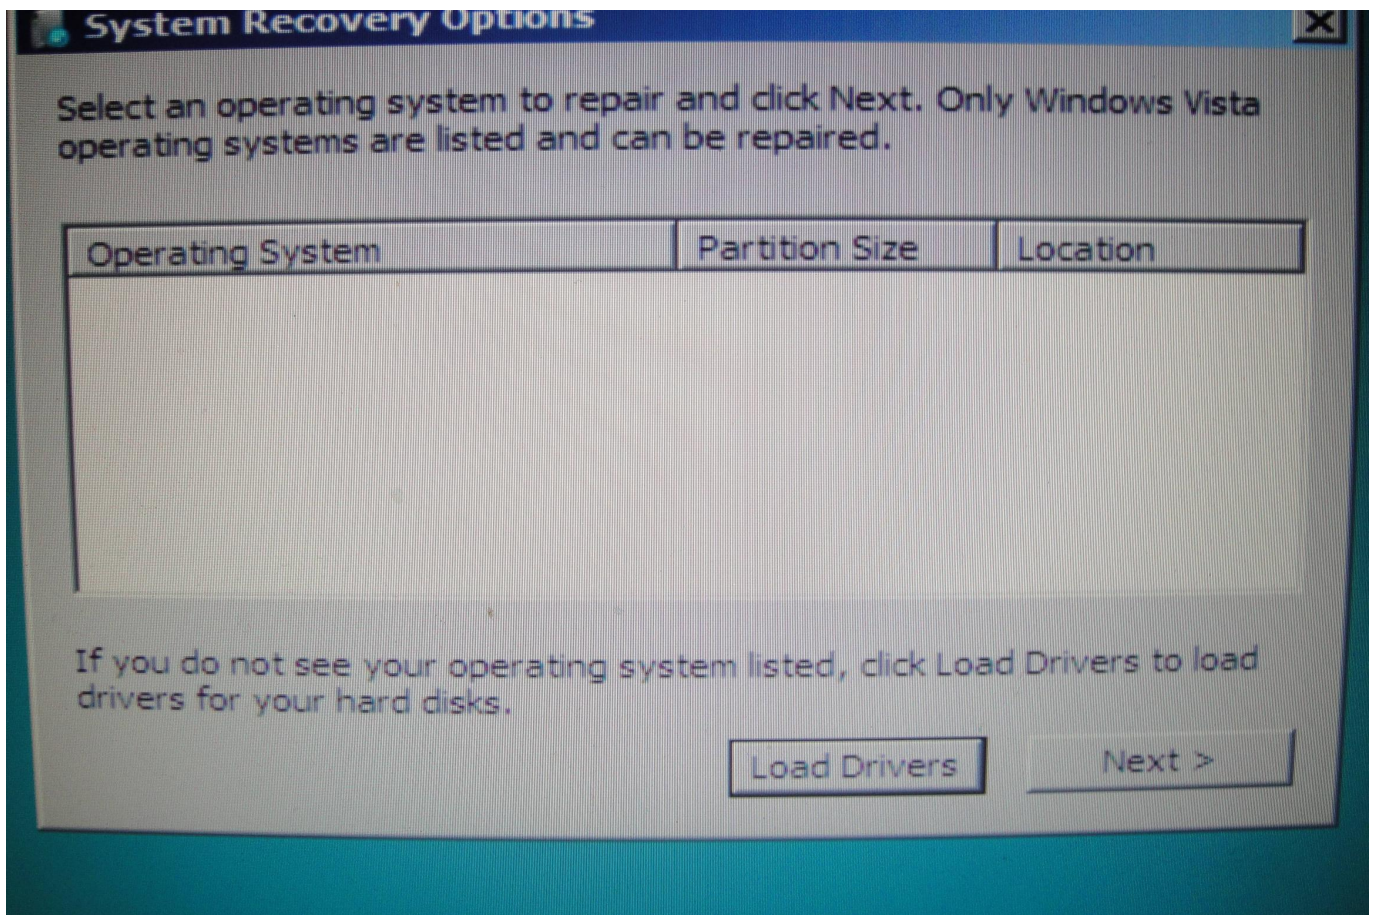 System Recovery Options
Select an operating system to repair and click Next. Only Windows Vista
operating systems are listed and can be repaired.
Operating System Partition Size Location
If you do not see your operating system listed, click Load Drivers to load
drivers for your hard disks.
Load Drivers Next >